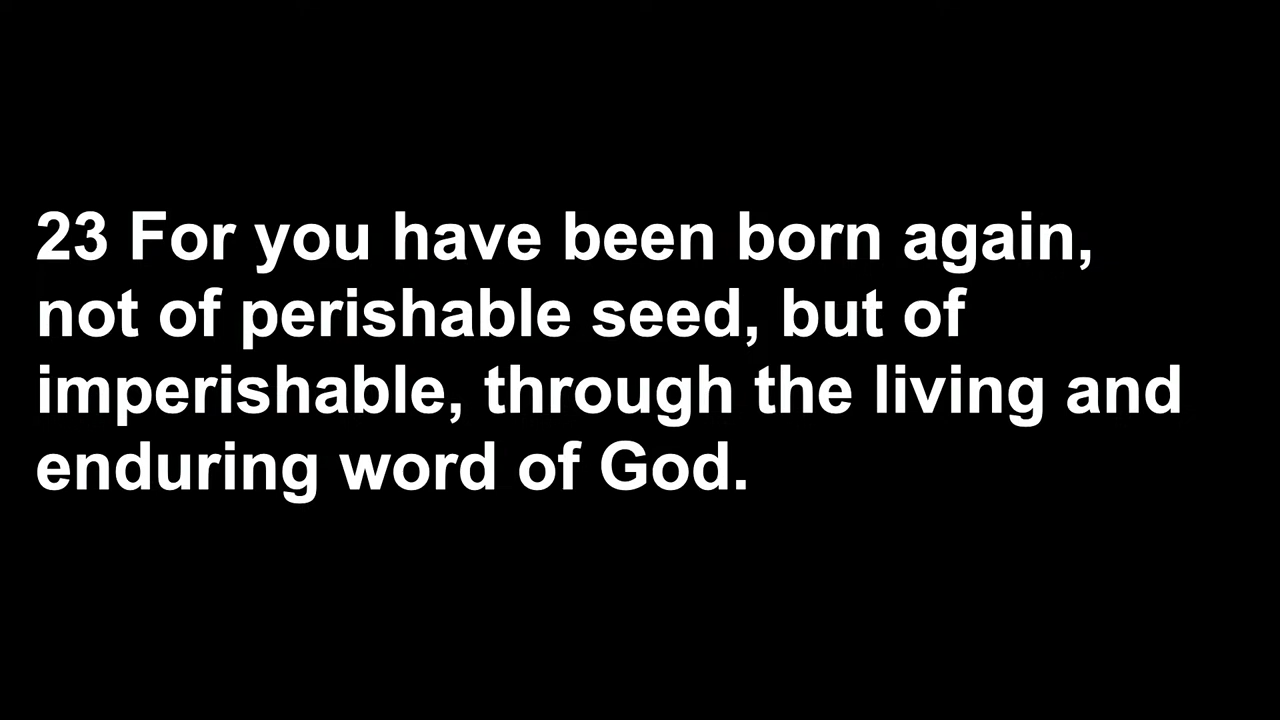 23 For you have been born again,
not of perishable seed, but of
imperishable, through the living and
enduring word of God.